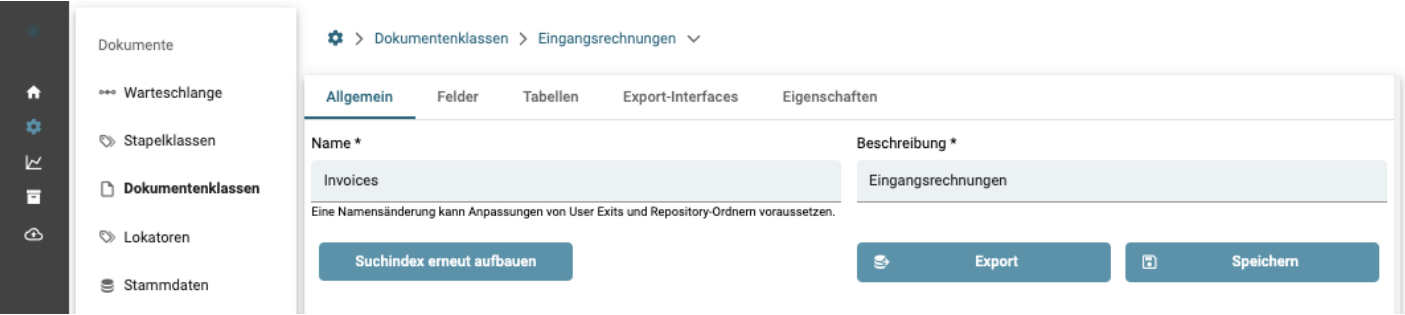 Dokumente
Warteschlange
Stapelklassen
Dokumentenklassen
Lokatoren
Stammdaten
> Dokumentenklassen > Eingangsrechnungen
Allgemein Felder Tabellen Export-Interfaces Eigenschaften
Name * Beschreibung *
Invoices Eingangsrechnungen
Eine Namensänderung kann Anpassungen von User Exits und Repository-Ordnern voraussetzen.
Suchindex erneut aufbauen Export Speichern